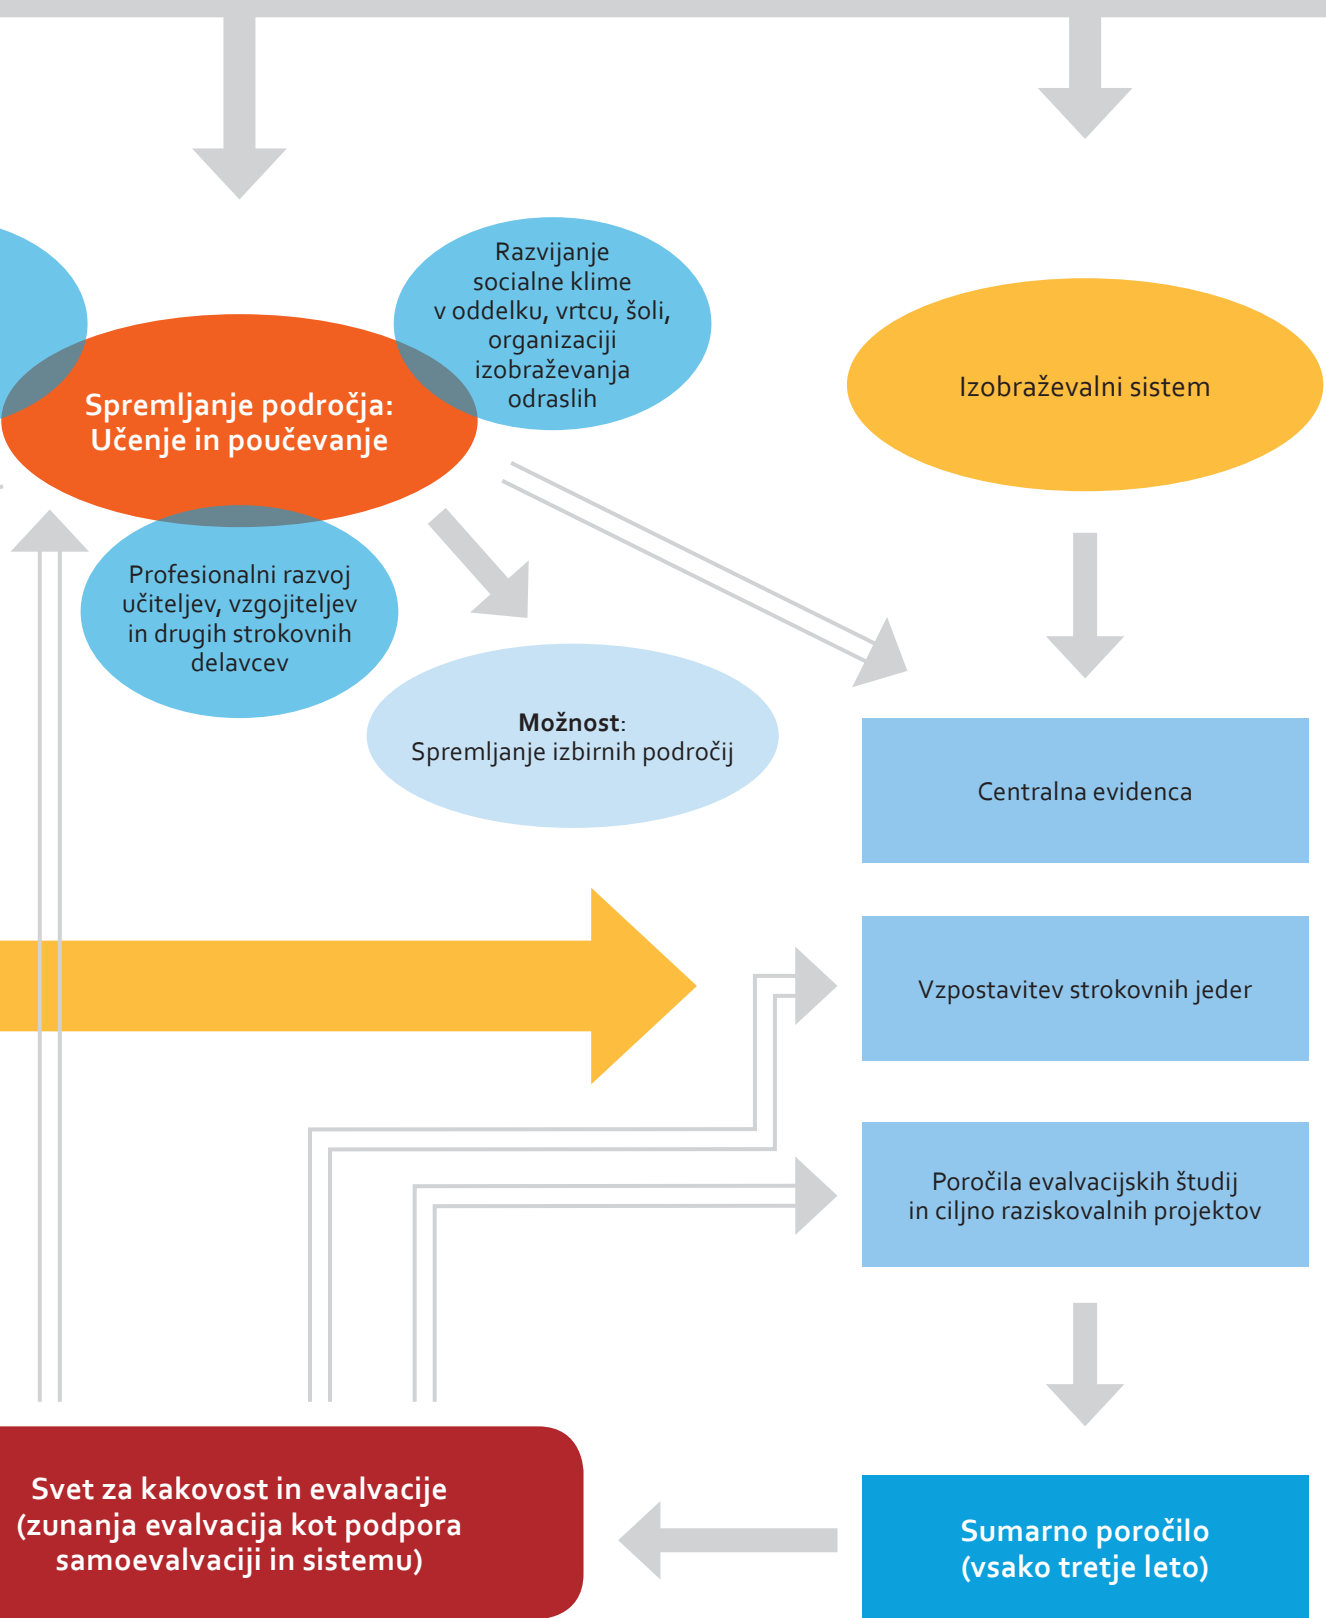 Razvijanje
socialne klime
v oddelku, vrtcu, šoli,
organizaciji
izobraževanja
odraslih
Spremljanje področja:
Učenje in poučevanje
Izobraževalni sistem
Profesionalni razvoj
učiteljev, vzgojiteljev
in drugih strokovnih
delavcev
Možnost:
Spremljanje izbirnih področij
Centralna evidenca
Vzpostavitev strokovnih jeder
Poročila evalvacijskih študij
in ciljno raziskovalnih projektov
Svet za kakovost in evalvacije
(zunanja evalvacija kot podpora
samoevalvaciji in sistemu)
Sumarno poročilo
(vsako tretje leto)